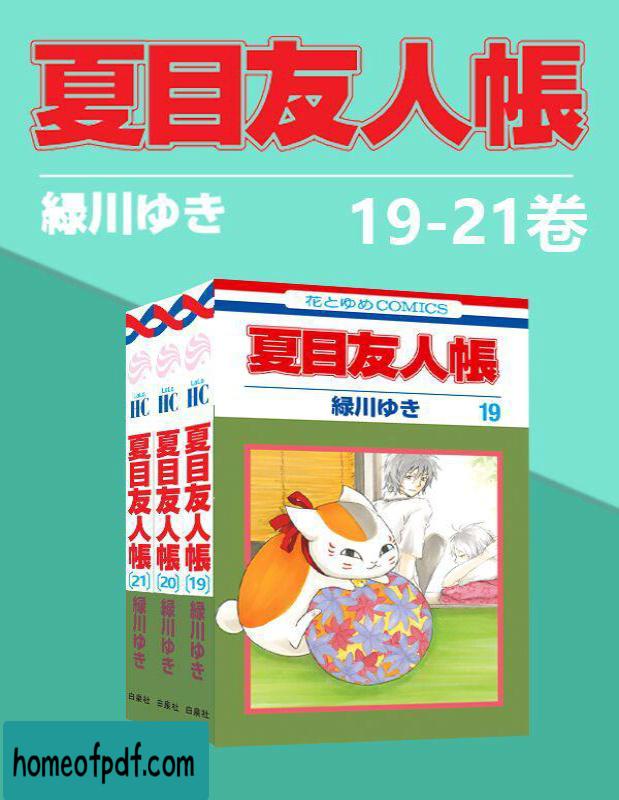 夏目友人帳
緑川ゆき
19-21卷
花とゆめCOMICS
夏目友人帳
緑川ゆき
19
LaLa
HC
夏目友人帳
[21]
緑川ゆき
白泉社
LaLa
HC
夏目友人帳
[20]
緑川ゆき
白泉社
LaLa
HC
夏目友人帳
[19]
緑川ゆき
白泉社
homeofpdf.com